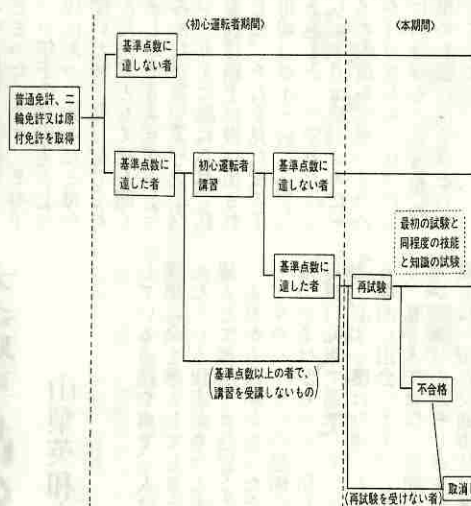 〈初心運転者期間〉
〈本期間〉
基準点数に
達しない者
普通免許、二
輪免許又は原
付免許を取得
基準点数に
達した者
初心運転者
講習
基準点数に
達しない者
最初の試験と
同程度の技能
と知識の試験
基準点数に
達した者
再試験
(基準点数以上の者で、
講習を受講しないもの)
不合格
(再試験を受けない者)
取消し